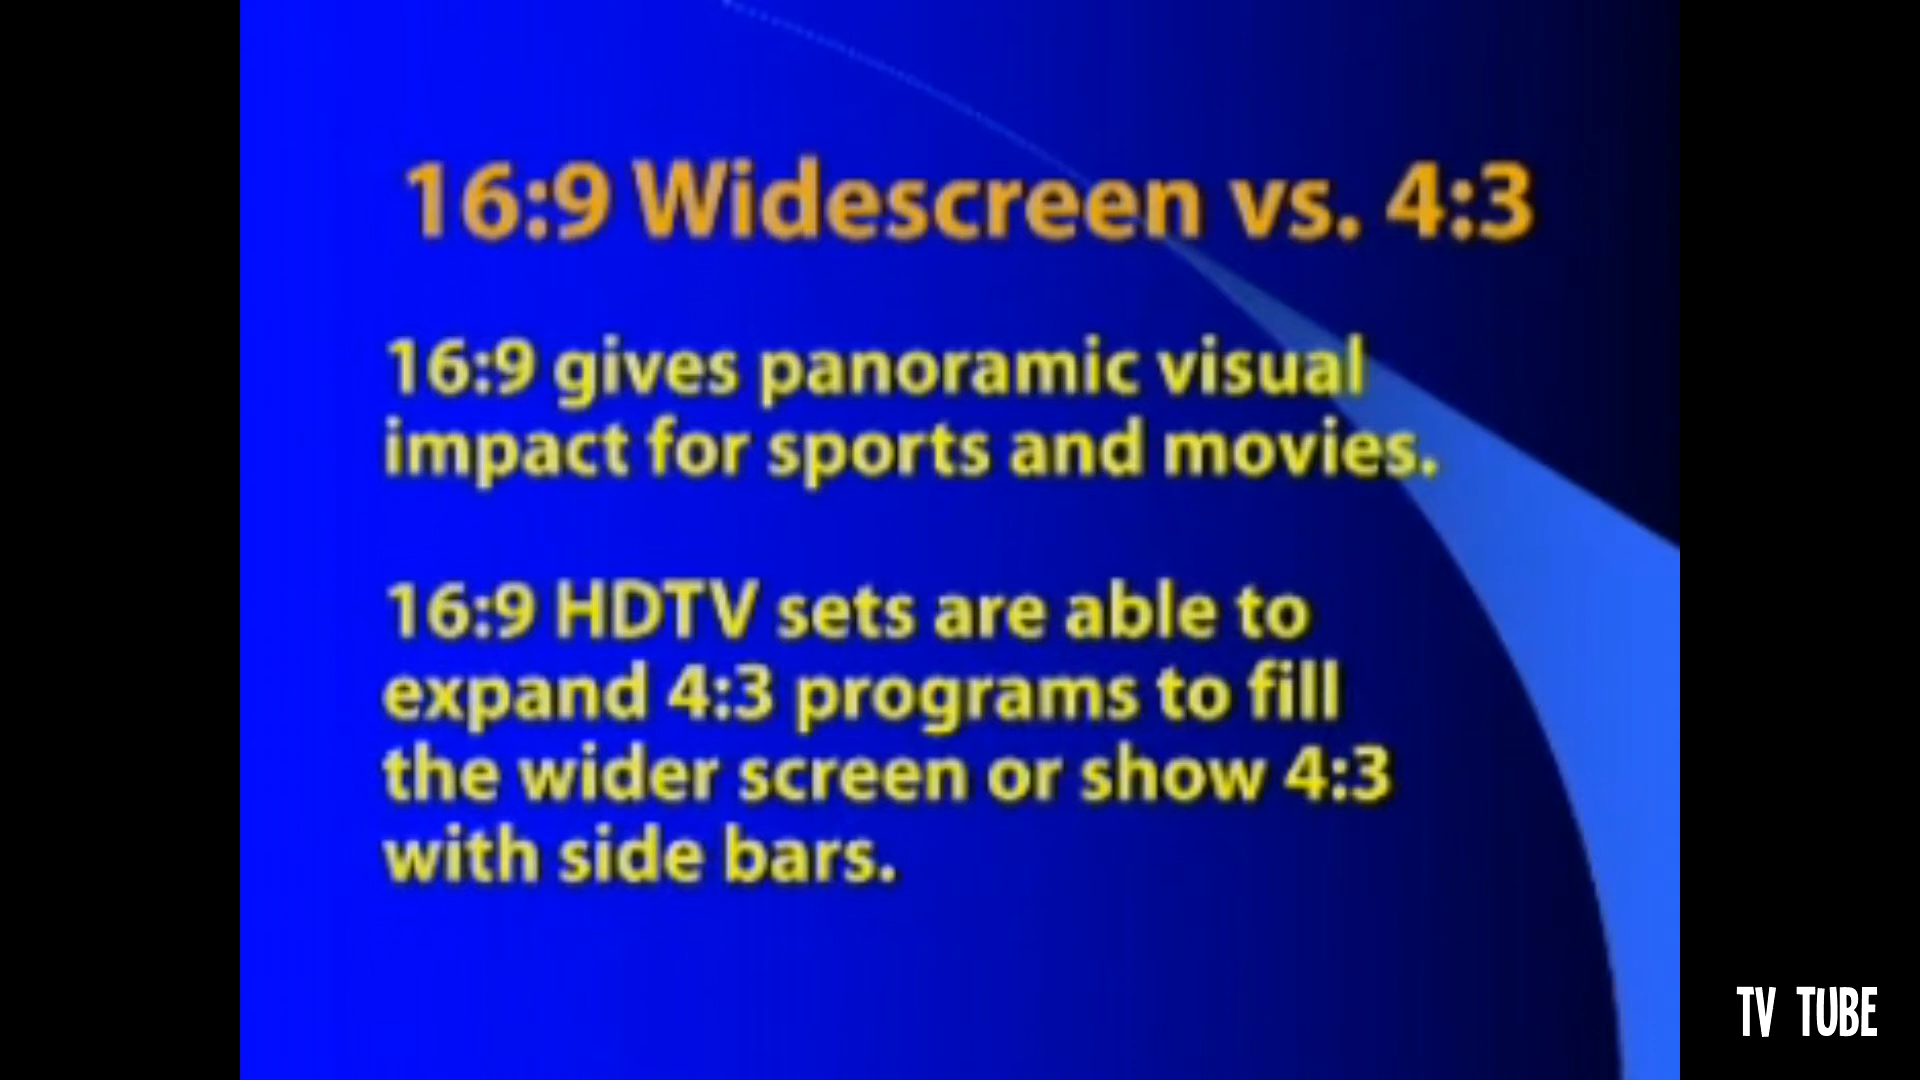 16:9 Widescreen vs. 4:3
16:9 gives panoramic visual
impact for sports and movies.
16:9 HDTV sets are able to
expand 4:3 programs to fill
the wider screen or show 4:3
with side bars.
TV TUBE